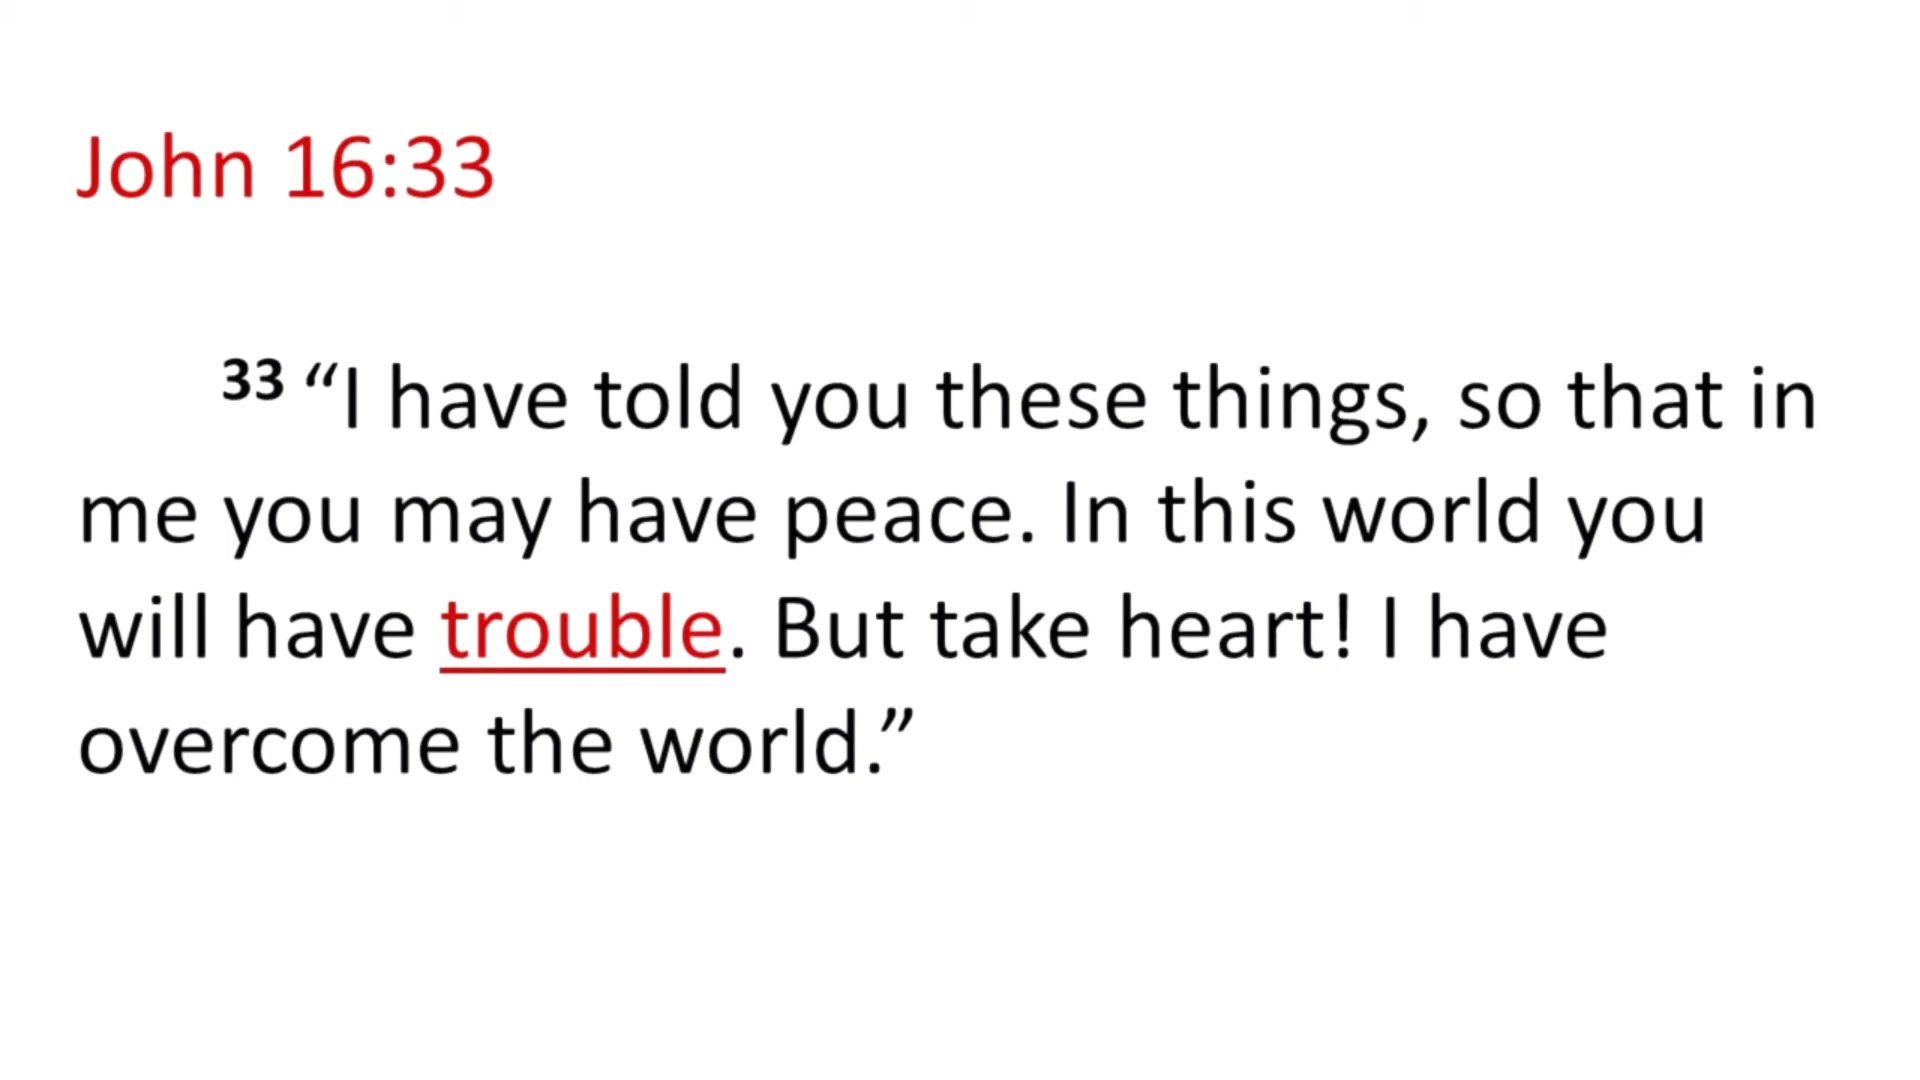 John 16:33
33 “I have told you these things, so that in
me you may have peace. In this world you
will have trouble. But take heart! I have
overcome the world.”